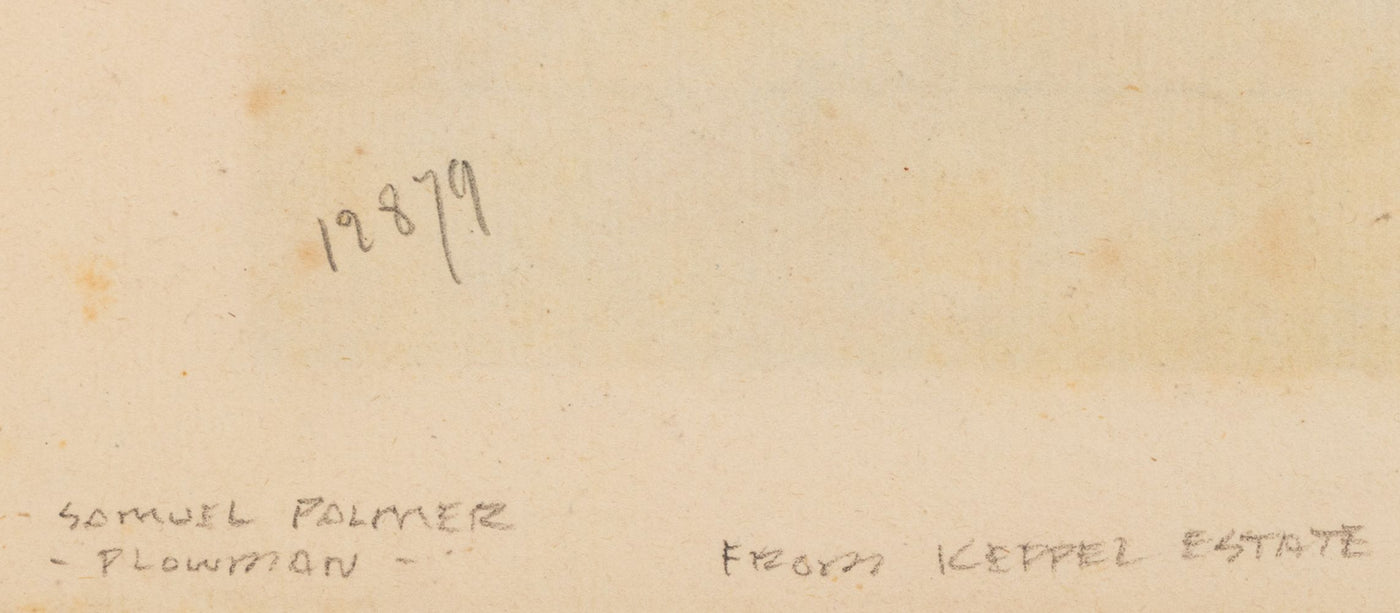 12879
SAMUEL PALMER
- PLOWMAN -
FROM KEPPEL ESTATE